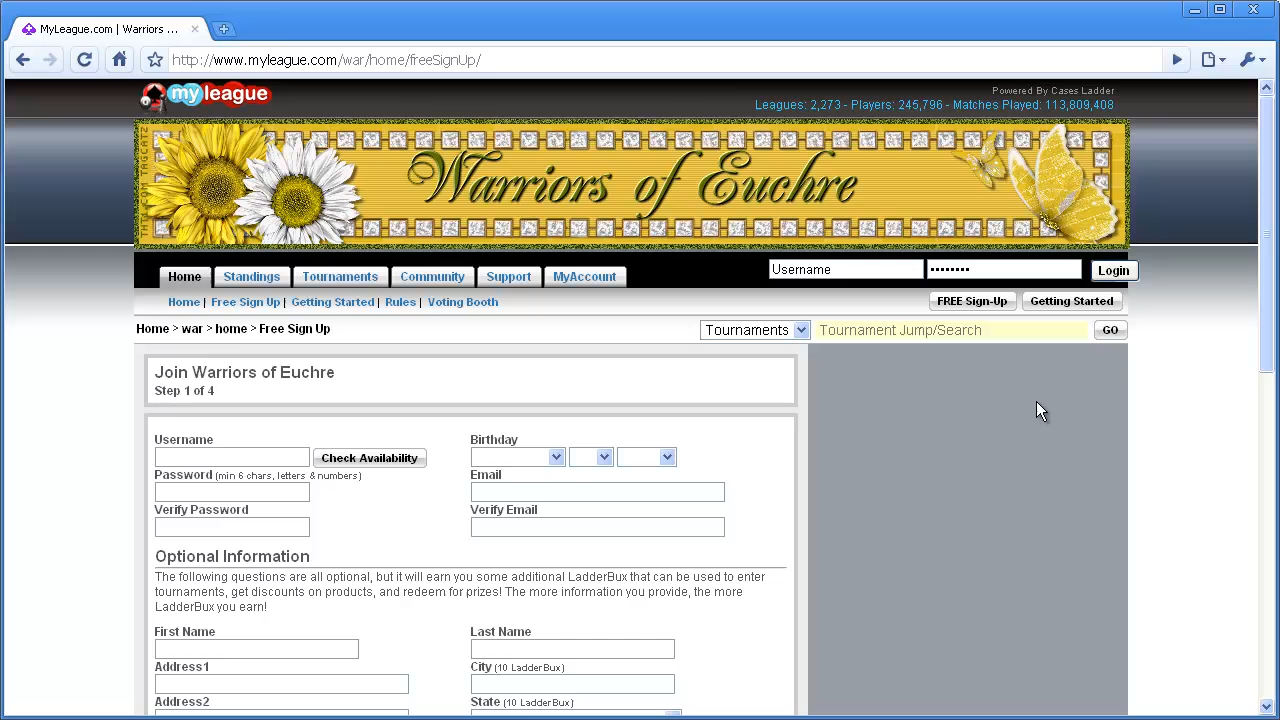 MyLeague.com | Warriors ...
http://www.myleague.com/war/home/freeSignUp/
myleague
Powered By Cases Ladder
Leagues: 2,273 - Players: 245,796 - Matches Played: 113,809,408
Warriors of Euchre
Home Standings Tournaments Community Support MyAccount Username •••••••• Login
Home | Free Sign Up | Getting Started | Rules | Voting Booth FREE Sign-Up Getting Started
Home > war > home > Free Sign Up Tournaments Tournament Jump/Search GO
Join Warriors of Euchre
Step 1 of 4
Username Birthday
Check Availability
Password (min 6 chars, letters & numbers) Email
Verify Password Verify Email
Optional Information
The following questions are all optional, but it will earn you some additional LadderBux that can be used to enter
tournaments, get discounts on products, and redeem for prizes! The more information you provide, the more
LadderBux you earn!
First Name Last Name
Address1 City (10 LadderBux)
Address2 State (10 LadderBux)